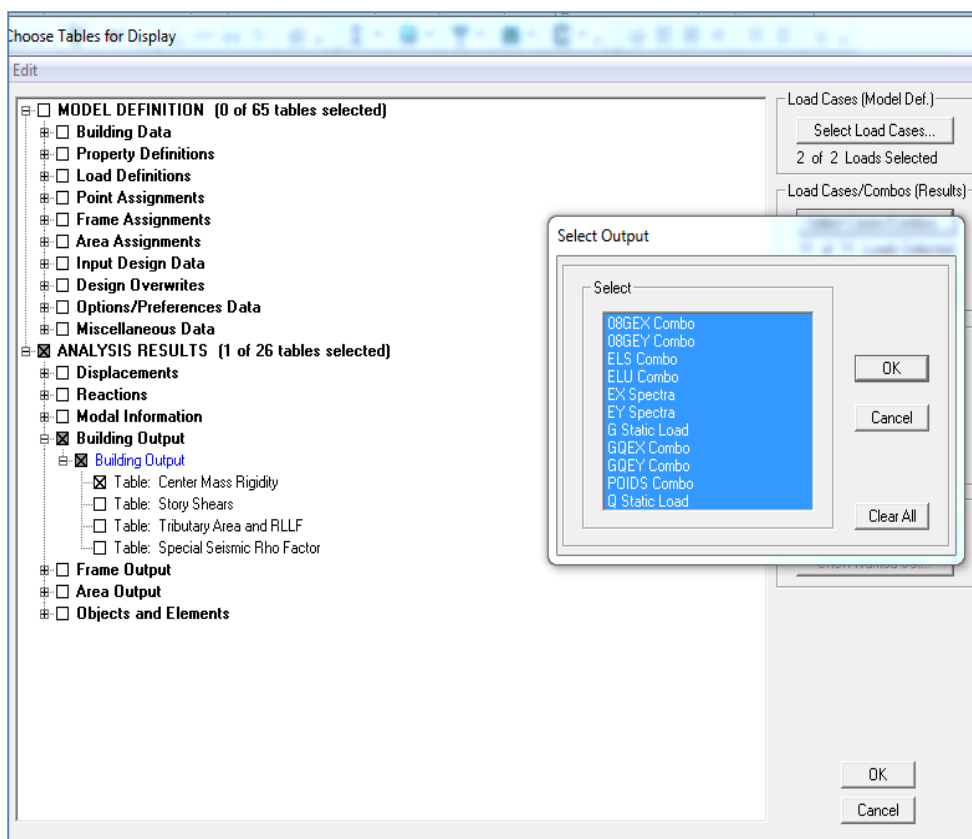 Choose Tables for Display
Edit
MODEL DEFINITION (0 of 65 tables selected)
Building Data
Property Definitions
Load Definitions
Point Assignments
Frame Assignments
Area Assignments
Input Design Data
Design Overwrites
Options/Preferences Data
Miscellaneous Data
ANALYSIS RESULTS (1 of 26 tables selected)
Displacements
Reactions
Modal Information
Building Output
Building Output
Table: Center Mass Rigidity
Table: Story Shears
Table: Tributary Area and RLLF
Table: Special Seismic Rho Factor
Frame Output
Area Output
Objects and Elements
Load Cases (Model Def.)
Select Load Cases...
2 of 2 Loads Selected
Load Cases/Combos (Results)
Select Output
Select
08GEX Combo
08GEY Combo
ELS Combo
ELU Combo
EX Spectra
EY Spectra
G Static Load
GQEX Combo
GQEY Combo
POIDS Combo
Q Static Load
OK
Cancel
Clear All
OK
Cancel